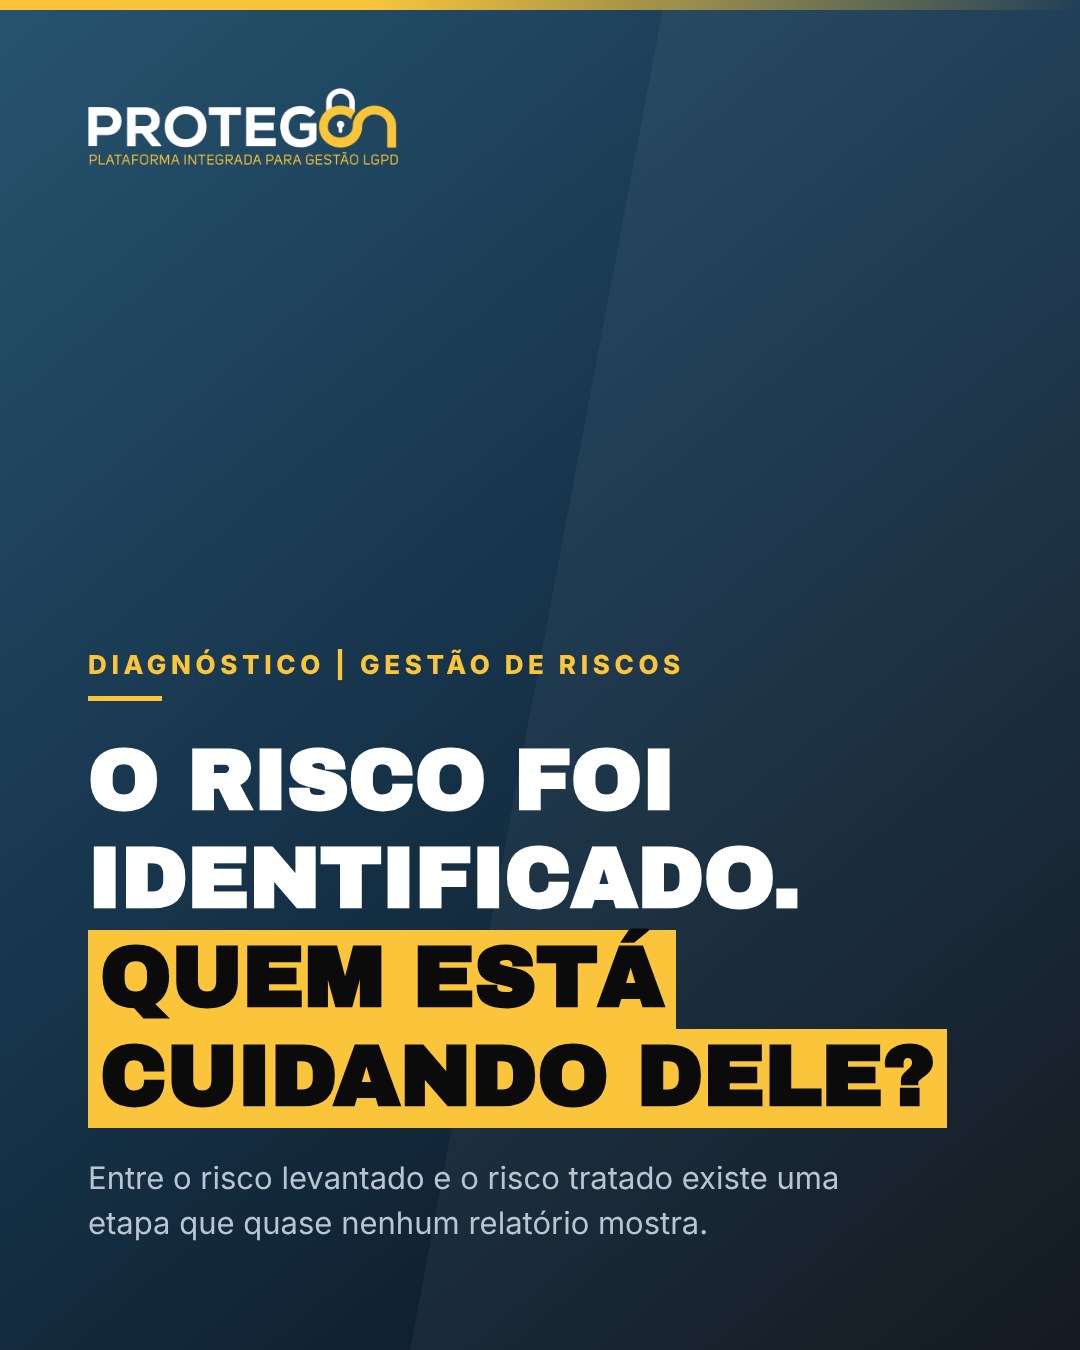 PROTEGON
PLATAFORMA INTEGRADA PARA GESTÃO LGPD
DIAGNÓSTICO | GESTÃO DE RISCOS
O RISCO FOI
IDENTIFICADO.
QUEM ESTÁ
CUIDANDO DELE?
Entre o risco levantado e o risco tratado existe uma
etapa que quase nenhum relatório mostra.